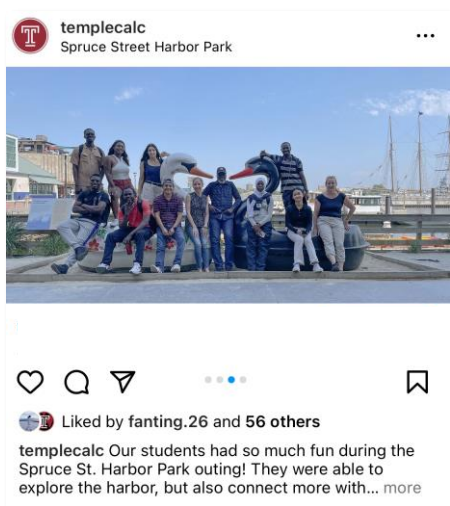 templecalc
Spruce Street Harbor Park
Liked by fanting.26 and 56 others
templecalc Our students had so much fun during the
Spruce St. Harbor Park outing! They were able to
explore the harbor, but also connect more with... more